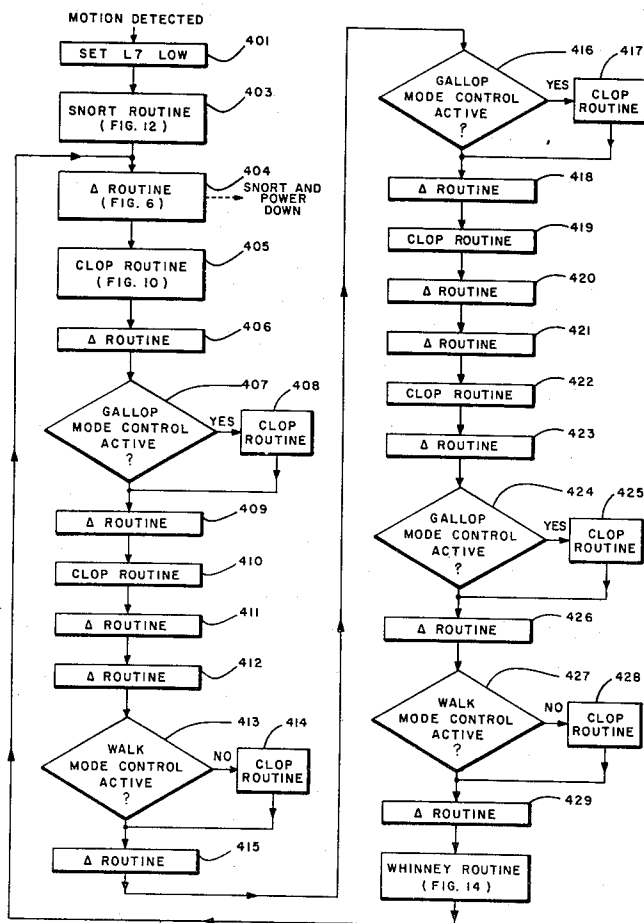 MOTION DETECTED
SET L7 LOW
401
SNORT ROUTINE
(FIG. 12)
403
Δ ROUTINE
(FIG. 6)
404
SNORT AND
POWER
DOWN
CLOP ROUTINE
(FIG. 10)
405
Δ ROUTINE
406
GALLOP
MODE CONTROL
ACTIVE
?
407
YES
CLOP
ROUTINE
408
Δ ROUTINE
409
CLOP ROUTINE
410
Δ ROUTINE
411
Δ ROUTINE
412
WALK
MODE CONTROL
ACTIVE
?
413
NO
CLOP
ROUTINE
414
Δ ROUTINE
415
GALLOP
MODE CONTROL
ACTIVE
?
416
YES
CLOP
ROUTINE
417
Δ ROUTINE
418
CLOP ROUTINE
419
Δ ROUTINE
420
Δ ROUTINE
421
CLOP ROUTINE
422
Δ ROUTINE
423
GALLOP
MODE CONTROL
ACTIVE
?
424
YES
CLOP
ROUTINE
425
Δ ROUTINE
426
WALK
MODE CONTROL
ACTIVE
?
427
NO
CLOP
ROUTINE
428
Δ ROUTINE
429
WHINNEY ROUTINE
(FIG. 14)